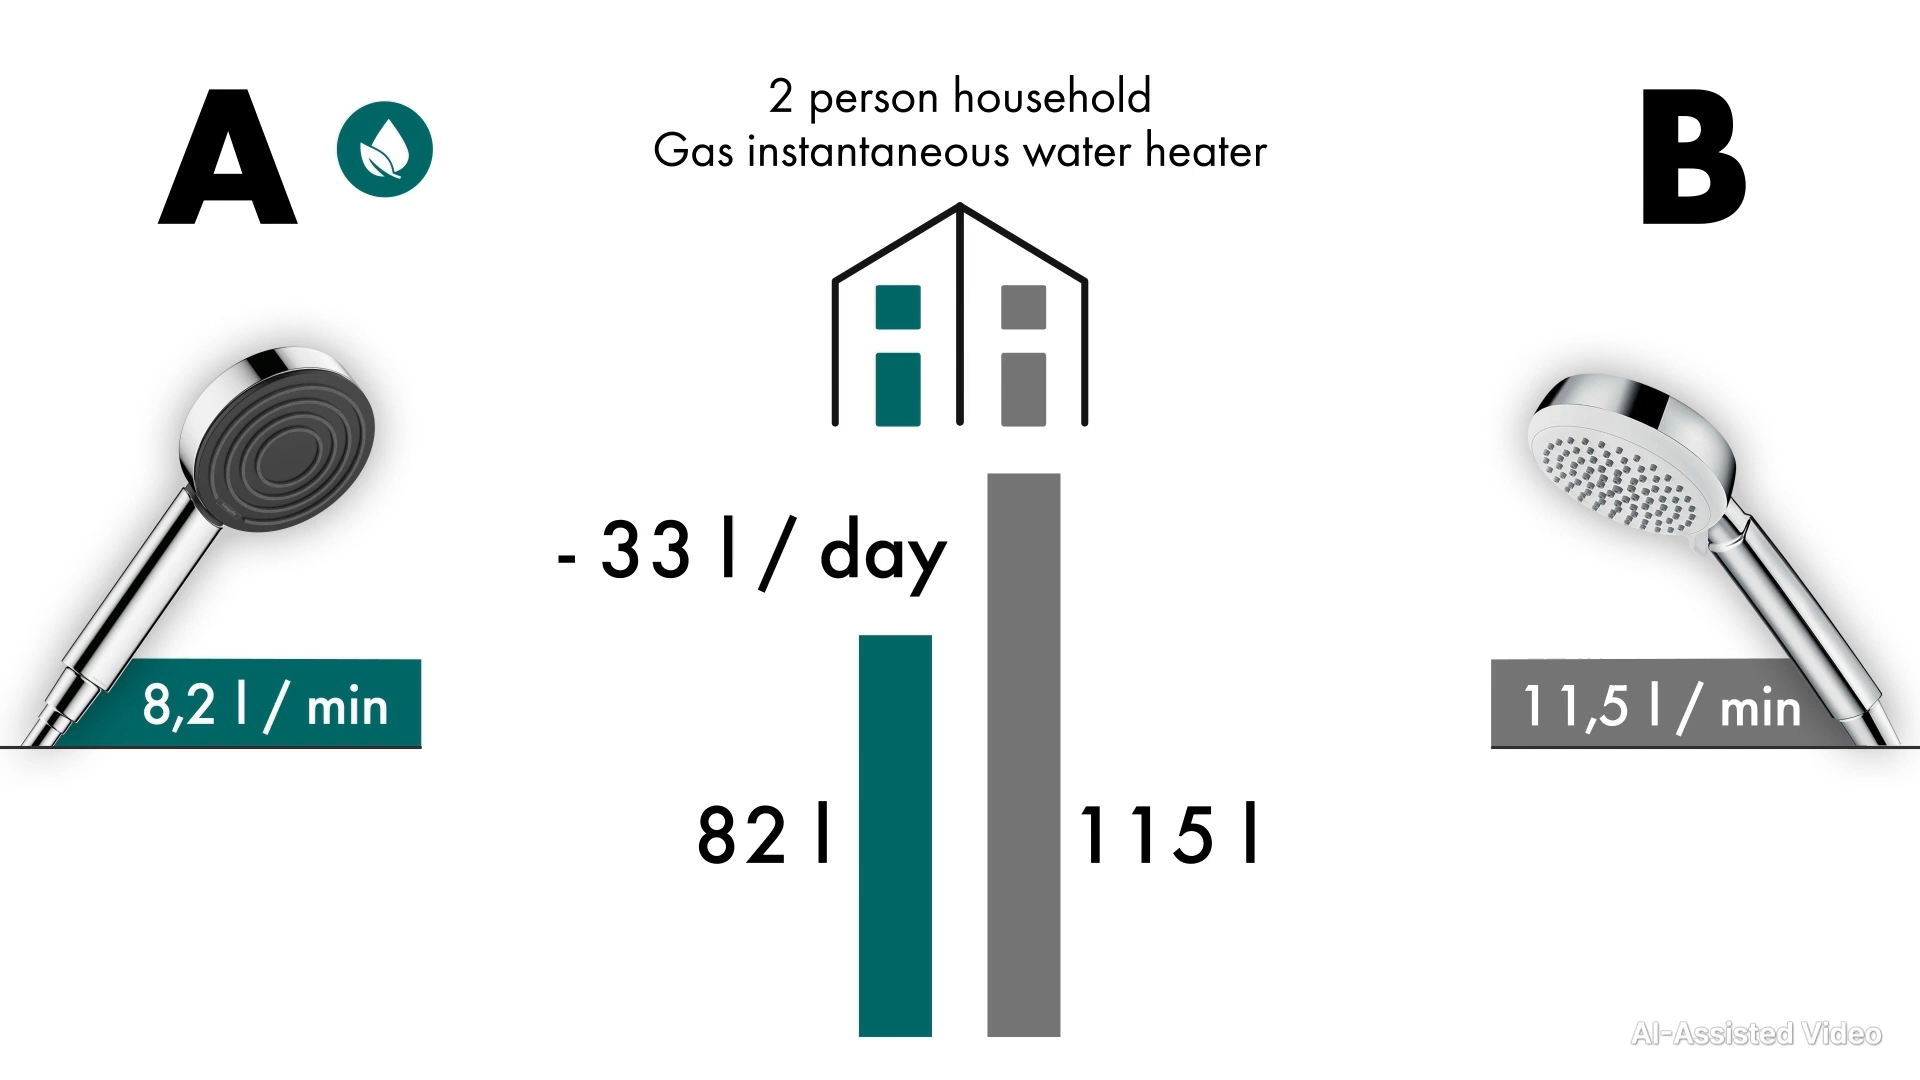 A
2 person household
Gas instantaneous water heater
B
- 33 l / day
8,2 l / min
11,5 l / min
82 l
115 l
AI-Assisted Video